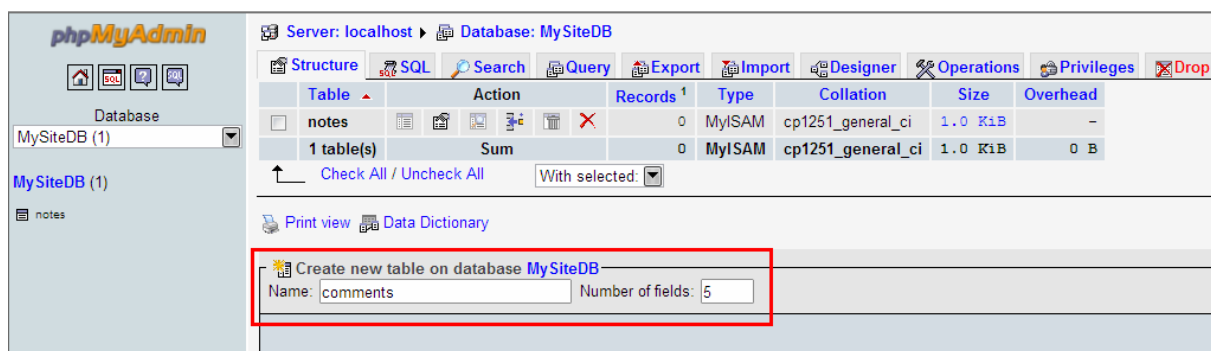 phpMyAdmin
SQL SQL
Database
MySiteDB (1)
MySiteDB (1)
notes
Server: localhost Database: MySiteDB
Structure SQL Search Query Export Import Designer Operations Privileges Drop
Table Action Records 1 Type Collation Size Overhead
notes 0 MyISAM cp1251_general_ci 1.0 KiB -
1 table(s) Sum 0 MyISAM cp1251_general_ci 1.0 KiB 0 B
Check All / Uncheck All With selected:
Print view Data Dictionary
Create new table on database MySiteDB
Name: comments Number of fields: 5